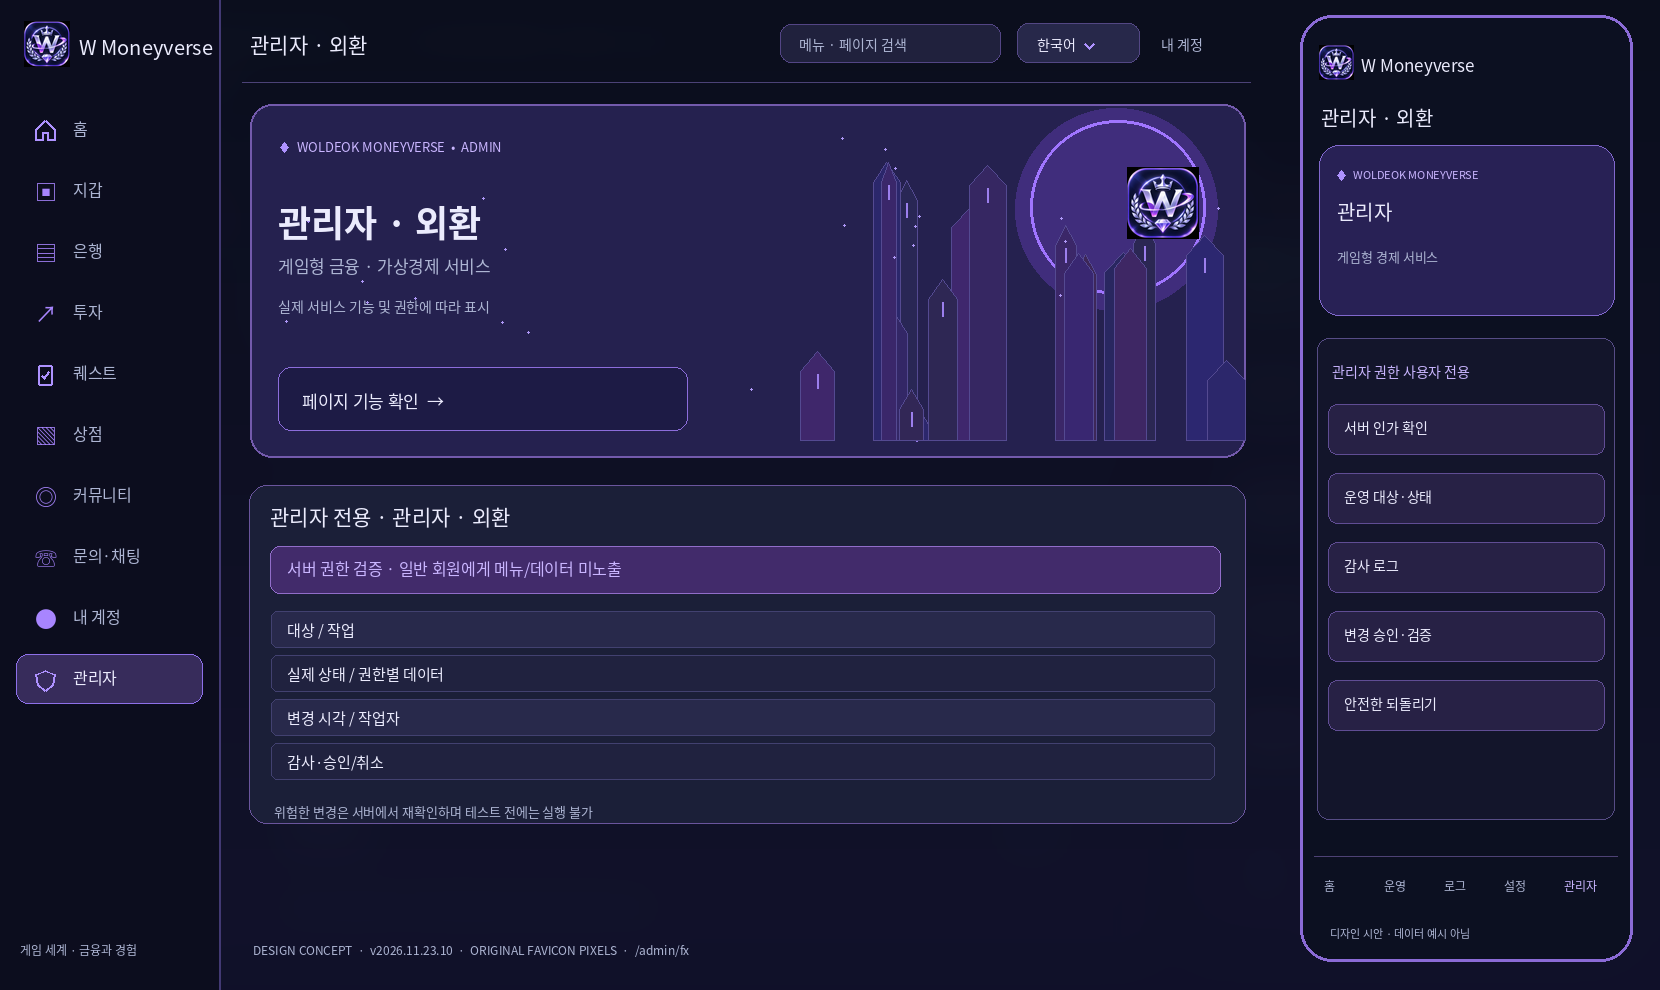 W Moneyverse
홈
지갑
은행
투자
퀘스트
상점
커뮤니티
문의·채팅
내 계정
관리자
게임 세계 · 금융과 경험
관리자 · 외환
메뉴 · 페이지 검색
한국어
내 계정
WOLDEOK MONEYVERSE • ADMIN
관리자 · 외환
게임형 금융 · 가상경제 서비스
실제 서비스 기능 및 권한에 따라 표시
페이지 기능 확인 →
W
관리자 전용 · 관리자 · 외환
서버 권한 검증 · 일반 회원에게 메뉴/데이터 미노출
대상 / 작업
실제 상태 / 권한별 데이터
변경 시각 / 작업자
감사·승인/취소
위험한 변경은 서버에서 재확인하며 테스트 전에는 실행 불가
DESIGN CONCEPT · v2026.11.23.10 · ORIGINAL FAVICON PIXELS · /admin/fx
W Moneyverse
관리자 · 외환
WOLDEOK MONEYVERSE
관리자
게임형 경제 서비스
관리자 권한 사용자 전용
서버 인가 확인
운영 대상·상태
감사 로그
변경 승인·검증
안전한 되돌리기
홈 운영 로그 설정 관리자
디자인 시안 · 데이터 예시 아님